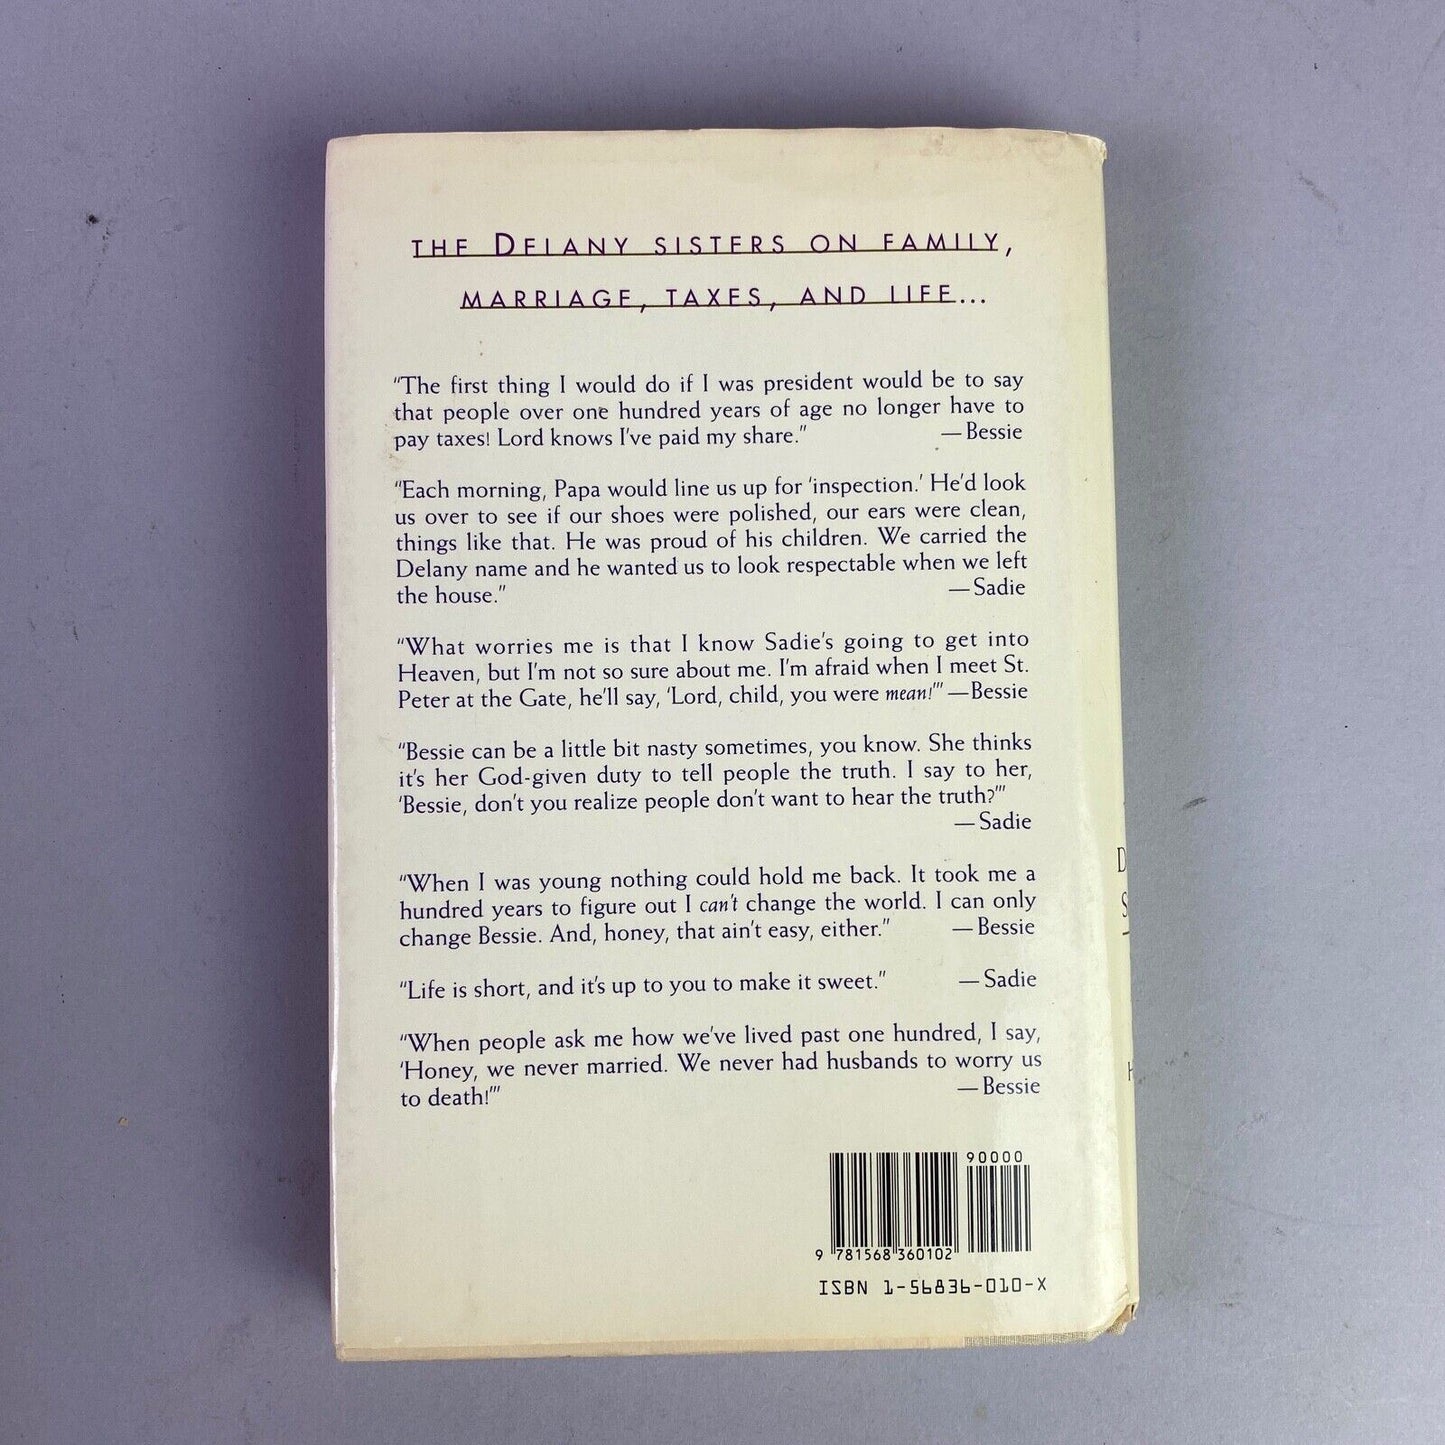 THE DELANY SISTERS ON FAMILY,
MARRIAGE, TAXES, AND LIFE...
"The first thing I would do if I was president would be to say
that people over one hundred years of age no longer have to
pay taxes! Lord knows I've paid my share." —Bessie
"Each morning, Papa would line us up for 'inspection.' He'd look
us over to see if our shoes were polished, our ears were clean,
things like that. He was proud of his children. We carried the
Delany name and he wanted us to look respectable when we left
the house." —Sadie
"What worries me is that I know Sadie's going to get into
Heaven, but I'm not so sure about me. I'm afraid when I meet St.
Peter at the Gate, he'll say, 'Lord, child, you were mean!'" —Bessie
"Bessie can be a little bit nasty sometimes, you know. She thinks
it's her God-given duty to tell people the truth. I say to her,
'Bessie, don't you realize people don't want to hear the truth?'"
—Sadie
"When I was young nothing could hold me back. It took me a
hundred years to figure out I can't change the world. I can only
change Bessie. And, honey, that ain't easy, either." —Bessie
"Life is short, and it's up to you to make it sweet." —Sadie
"When people ask me how we've lived past one hundred, I say,
'Honey, we never married. We never had husbands to worry us
to death!'" —Bessie
90000
9 781568 360102
ISBN 1-56836-010-X